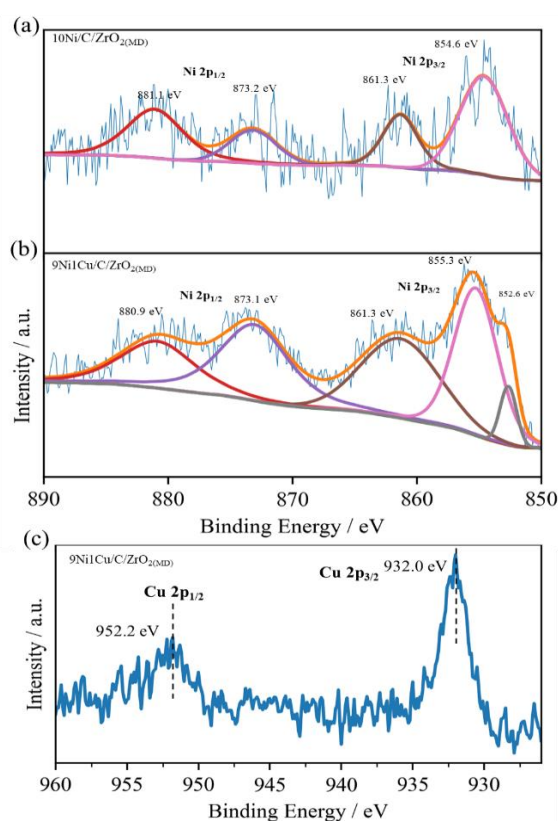 (a)
10Ni/C/ZrO2(MD)
854.6 eV
Ni 2p3/2
Ni 2p1/2
861.3 eV
873.2 eV
881.1 eV
(b)
9Ni1Cu/C/ZrO2(MD)
855.3 eV
Ni 2p3/2
852.6 eV
Ni 2p1/2
880.9 eV
873.1 eV
861.3 eV
Intensity / a.u.
890 880 870 860 850
Binding Energy / eV
(c)
9Ni1Cu/C/ZrO2(MD)
Cu 2p3/2 932.0 eV
Cu 2p1/2
952.2 eV
Intensity / a.u.
960 955 950 945 940 935 930
Binding Energy / eV